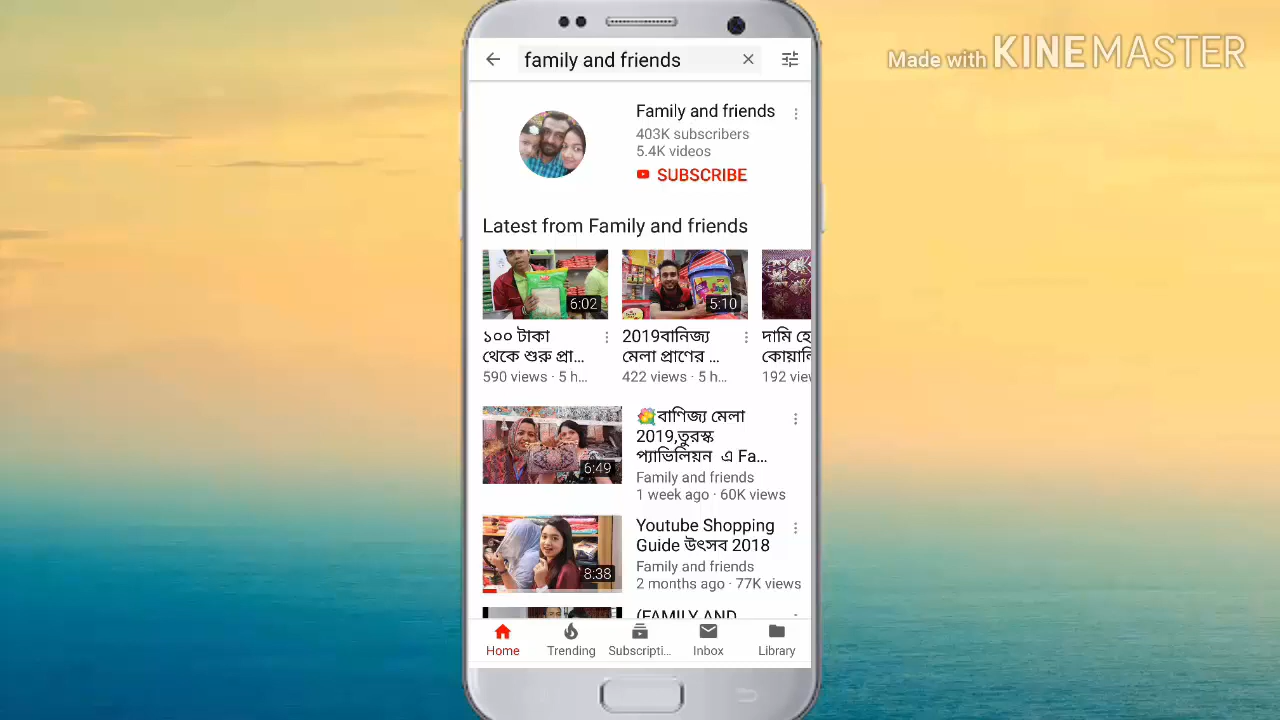 Made with KINEMASTER
family and friends
Family and friends
403K subscribers
5.4K videos
SUBSCRIBE
Latest from Family and friends
6:02
5:10
১০০ টাকা
থেকে শুরু প্রা...
590 views · 5 h...
2019বানিজ্য
মেলা প্রাণের ...
422 views · 5 h...
দামি হে
কোয়ালি
192 view
6:49
বাণিজ্য মেলা
2019,তুরস্ক
প্যাভিলিয়ন এ Fa...
Family and friends
1 week ago · 60K views
8:38
Youtube Shopping
Guide উৎসব 2018
Family and friends
2 months ago · 77K views
(FAMILY AND
Home
Trending
Subscripti...
Inbox
Library